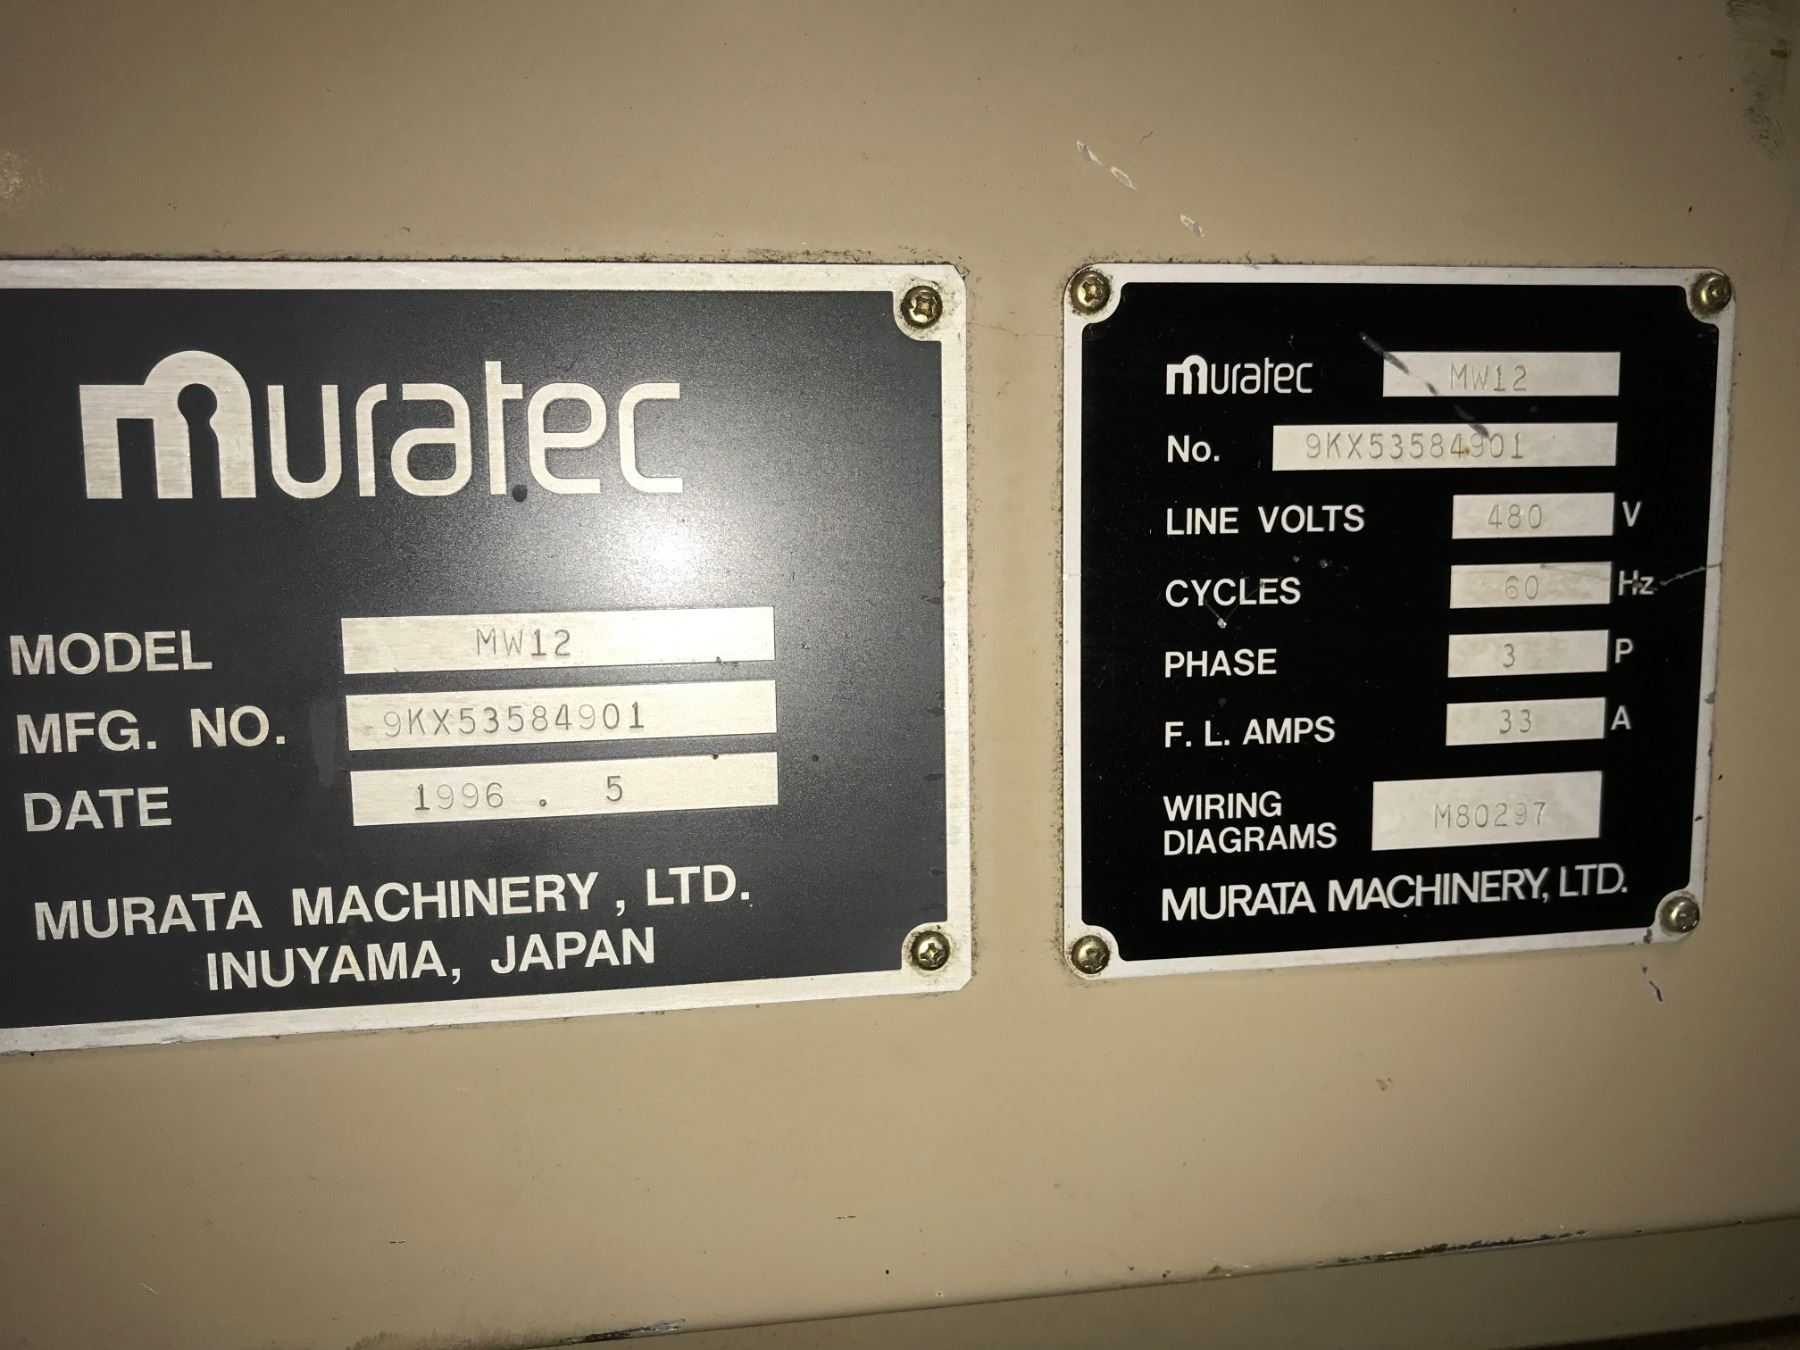 muratec
MODEL MW12
MFG. NO. 9KX53584901
DATE 1996 . 5
MURATA MACHINERY , LTD.
INUYAMA, JAPAN
muratec MW12
No. 9KX53584901
LINE VOLTS 480 V
CYCLES 60 Hz
PHASE 3 P
F. L. AMPS 33 A
WIRING
DIAGRAMS M80297
MURATA MACHINERY, LTD.